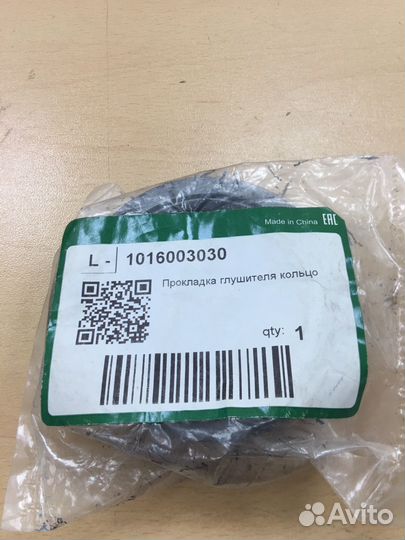 Made in China EAC
L - 1016003030
Прокладка глушителя кольцо
qty: 1
Avito